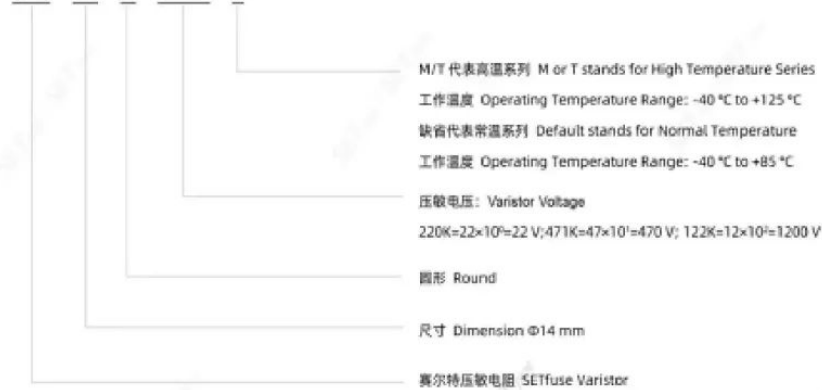 M/T 代表高温系列 M or T stands for High Temperature Series
工作温度 Operating Temperature Range: -40 ℃ to +125 ℃
缺省代表常温系列 Default stands for Normal Temperature
工作温度 Operating Temperature Range: -40 ℃ to +85 ℃
压敏电压: Varistor Voltage
220K=22×10⁰=22 V;471K=47×10¹=470 V; 122K=12×10²=1200 V
圆形 Round
尺寸 Dimension Φ14 mm
赛尔特压敏电阻 SETfuse Varistor